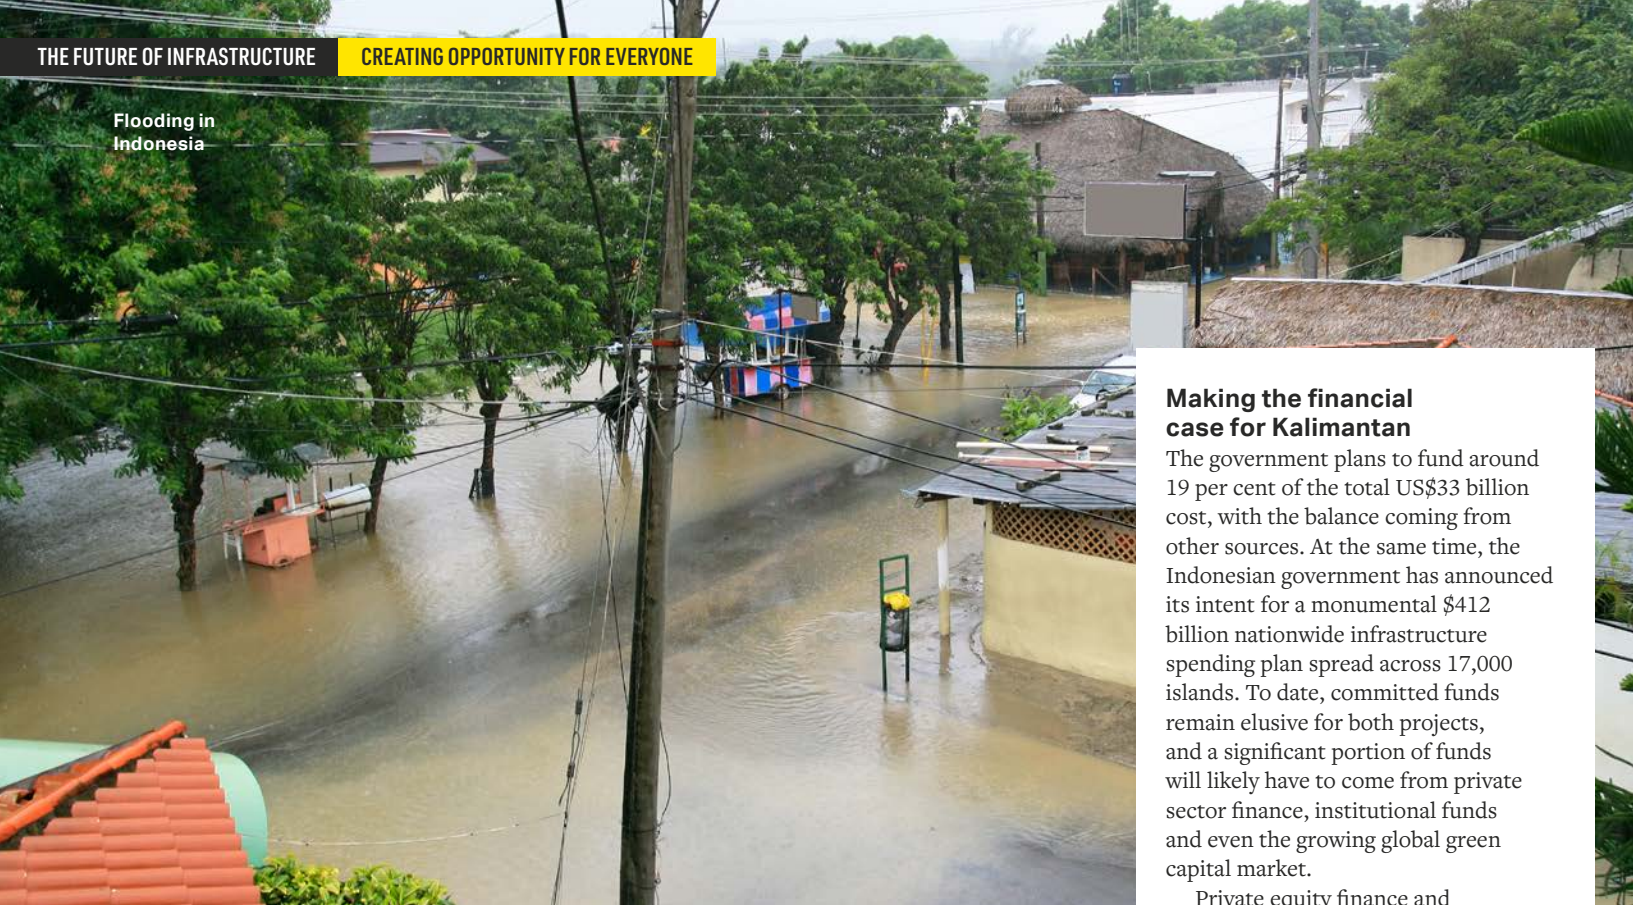 THE FUTURE OF INFRASTRUCTURE
CREATING OPPORTUNITY FOR EVERYONE
Flooding in
Indonesia
Making the financial
case for Kalimantan
The government plans to fund around
19 per cent of the total US$33 billion
cost, with the balance coming from
other sources. At the same time, the
Indonesian government has announced
its intent for a monumental $412
billion nationwide infrastructure
spending plan spread across 17,000
islands. To date, committed funds
remain elusive for both projects,
and a significant portion of funds
will likely have to come from private
sector finance, institutional funds
and even the growing global green
capital market.
Private equity finance and